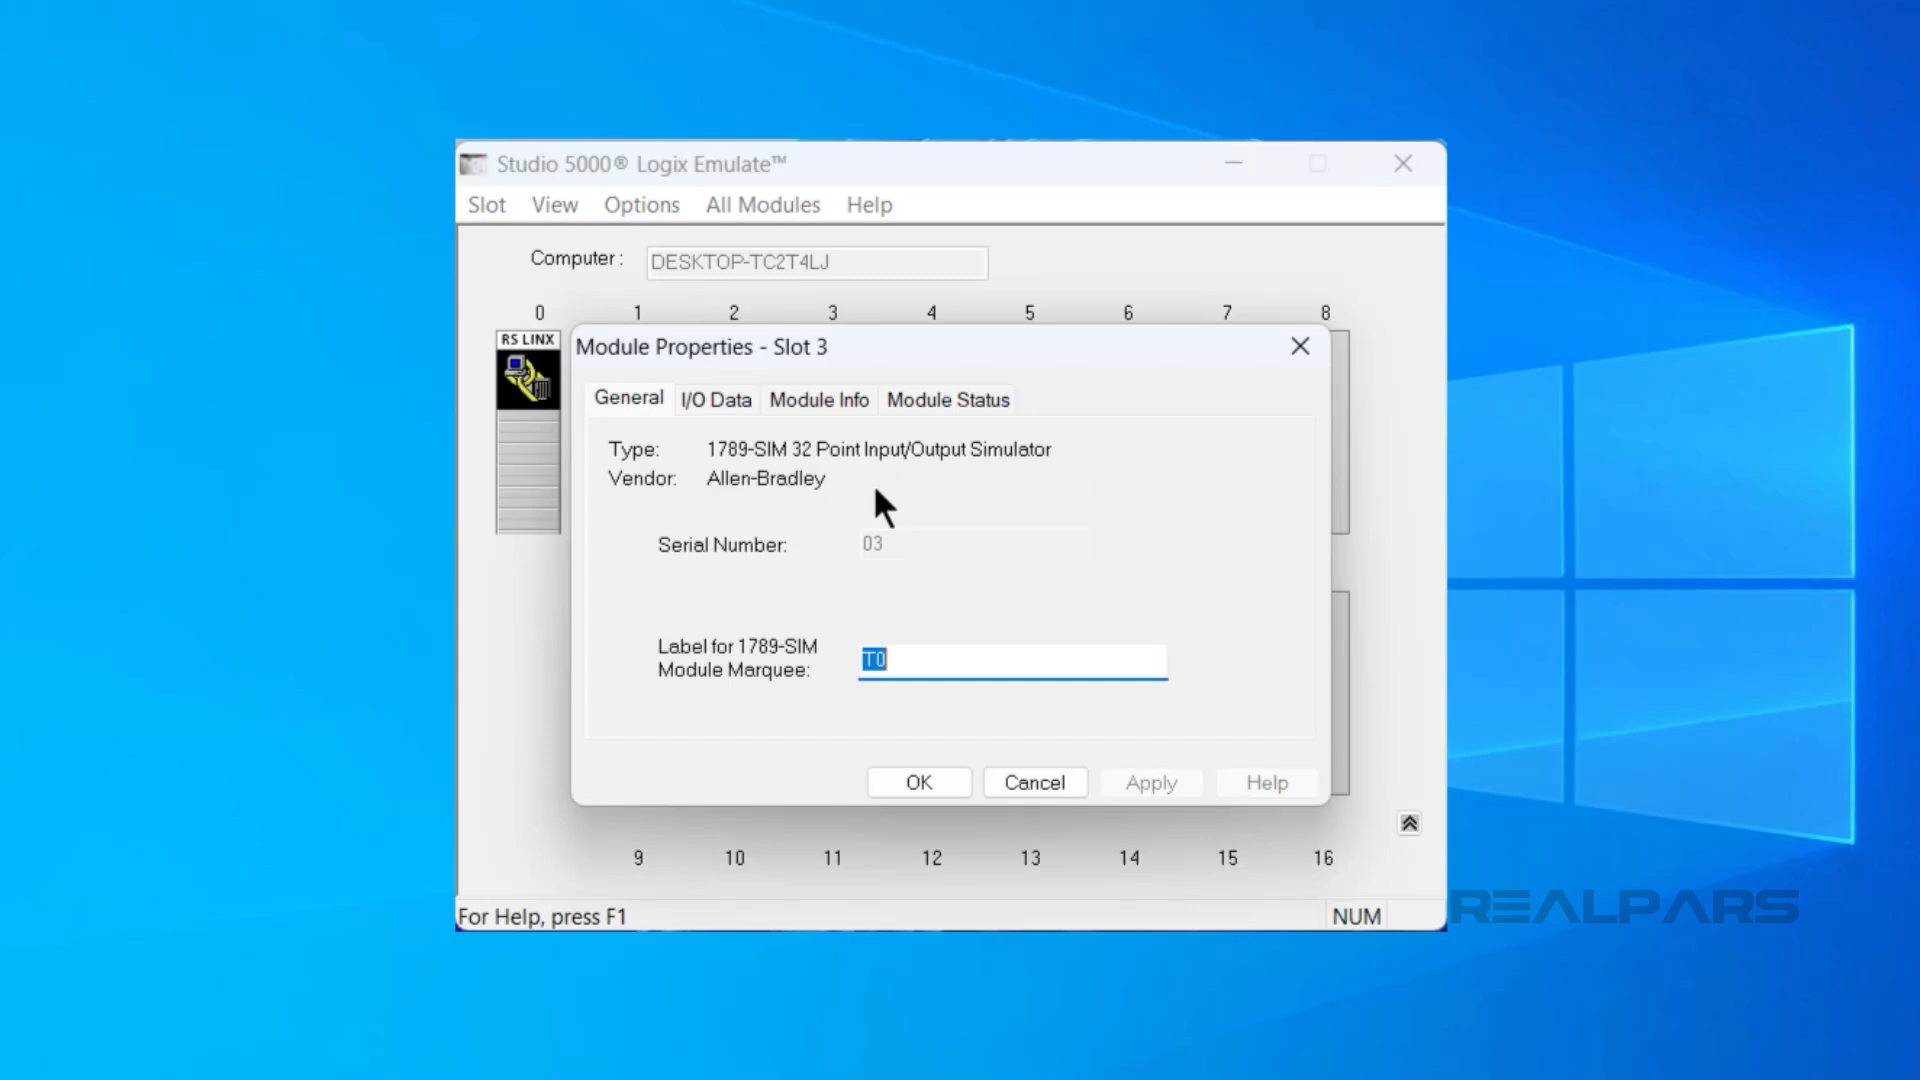 Studio 5000® Logix Emulate™
Slot View Options All Modules Help
Computer : DESKTOP-TC2T4LJ
0 1 2 3 4 5 6 7 8
RS LINX
Module Properties - Slot 3
General I/O Data Module Info Module Status
Type: 1789-SIM 32 Point Input/Output Simulator
Vendor: Allen-Bradley
Serial Number: 03
Label for 1789-SIM
Module Marquee: T0
OK Cancel Apply Help
9 10 11 12 13 14 15 16
For Help, press F1 NUM
REALPARS